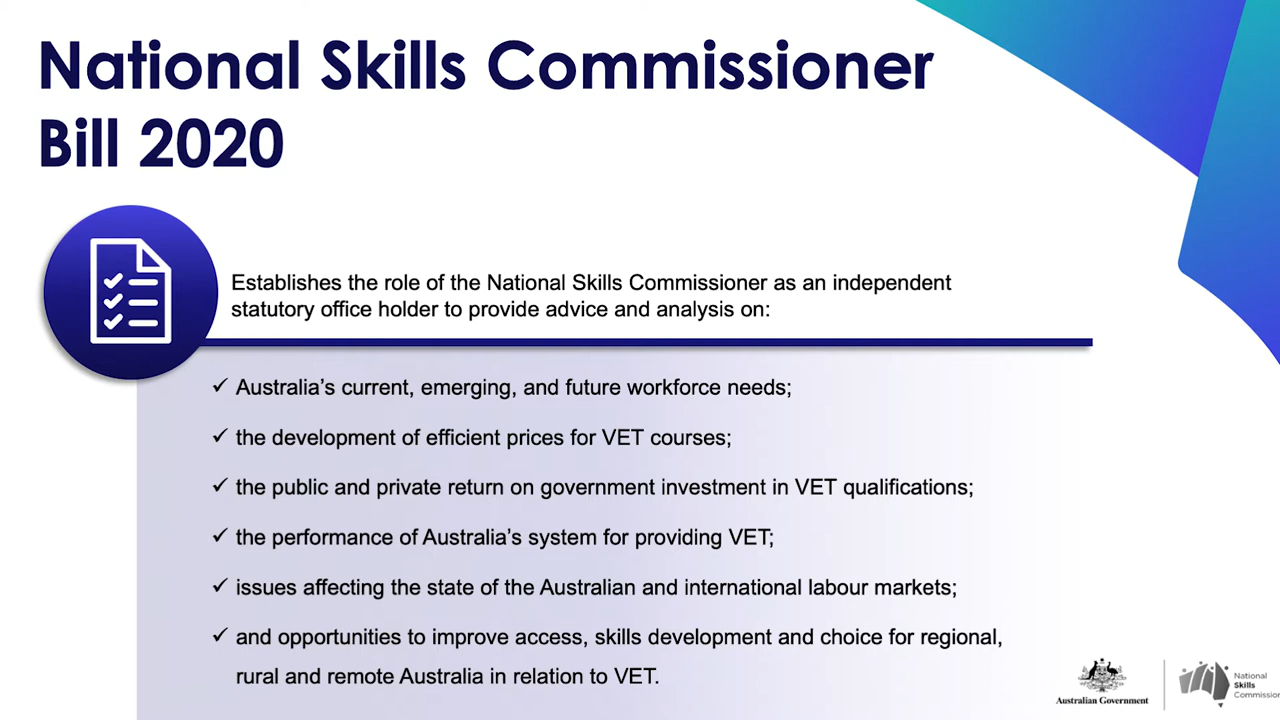 National Skills Commissioner
Bill 2020
Establishes the role of the National Skills Commissioner as an independent
statutory office holder to provide advice and analysis on:
✓ Australia’s current, emerging, and future workforce needs;
✓ the development of efficient prices for VET courses;
✓ the public and private return on government investment in VET qualifications;
✓ the performance of Australia’s system for providing VET;
✓ issues affecting the state of the Australian and international labour markets;
✓ and opportunities to improve access, skills development and choice for regional,
rural and remote Australia in relation to VET.
Australian Government
National
Skills
Commission